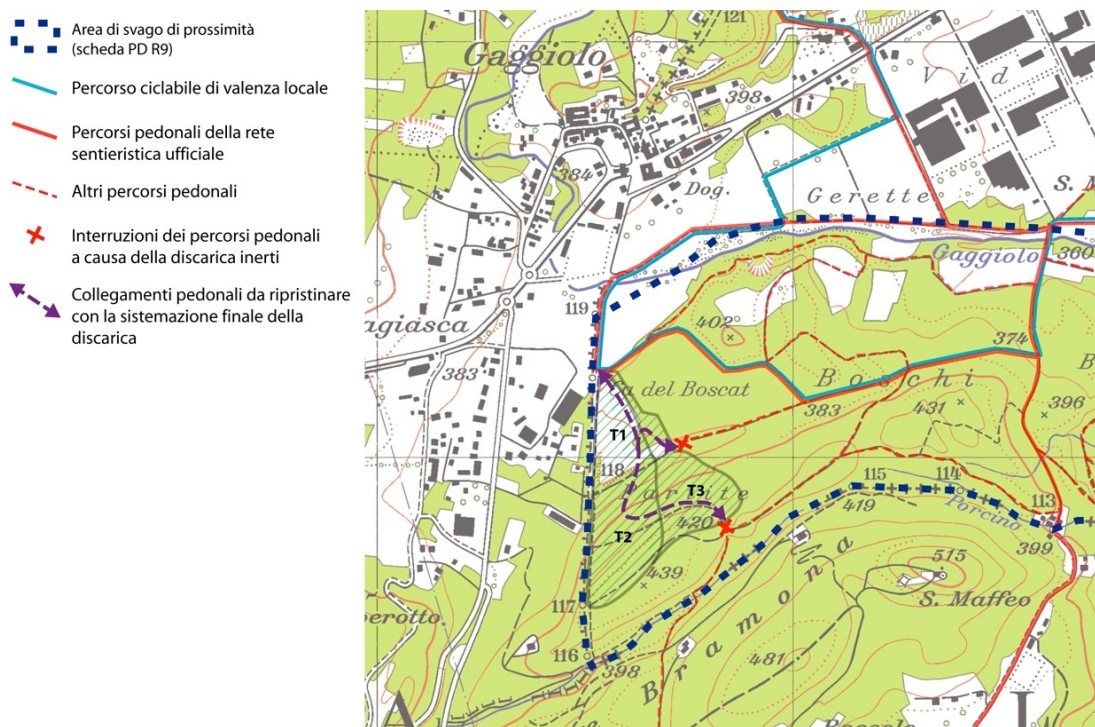 Area di svago di prossimità
(scheda PD R9)
Percorso ciclabile di valenza locale
Percorsi pedonali della rete
sentieristica ufficiale
Altri percorsi pedonali
Interruzioni dei percorsi pedonali
a causa della discarica inerti
Collegamenti pedonali da ripristinare
con la sistemazione finale della
discarica
121
Gaggiolo
398
Vid
384
Dog.
Gerette
S. M
Gaggiolo
360
119
agiasca
402
374
383
B
del Boscat
Boschi
383
431
396
T1
118
115
114
113
T3
419
Porcino
420
T2
399
439
515
Bramona
S. Maffeo
117
erotto
116
398
481
A
I
Boccolo